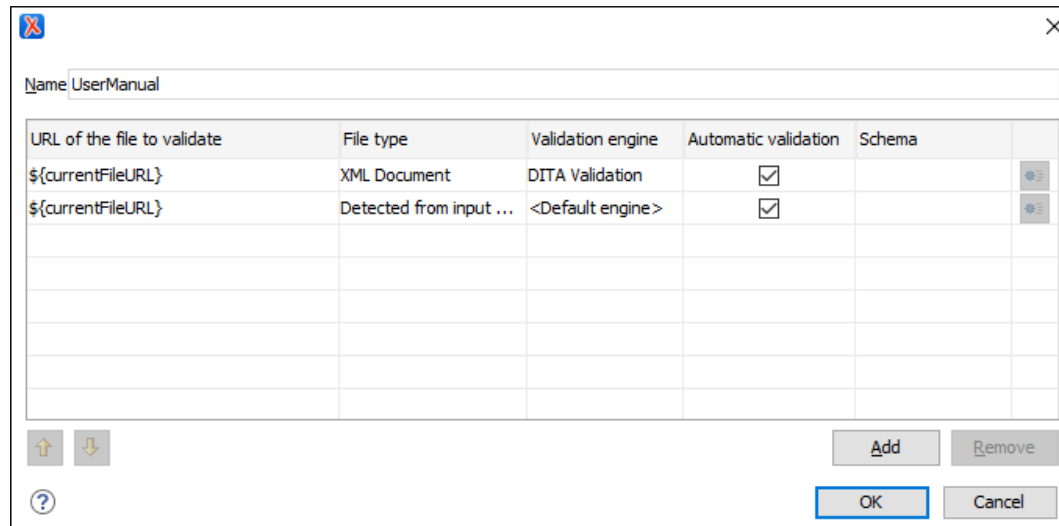 Name UserManual
URL of the file to validate File type Validation engine Automatic validation Schema
${currentFileURL} XML Document DITA Validation
${currentFileURL} Detected from input ... <Default engine>
Add Remove
? OK Cancel